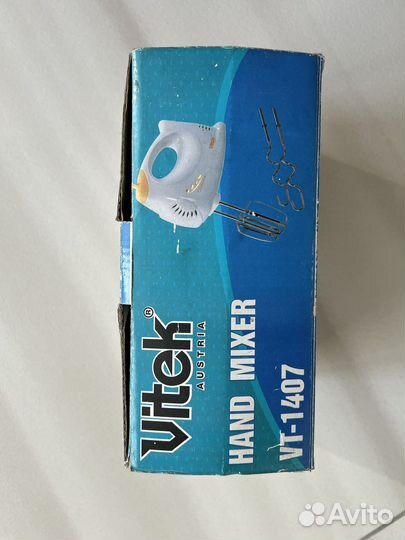 Vitek®
AUSTRIA
HAND MIXER
VT-1407
Avito